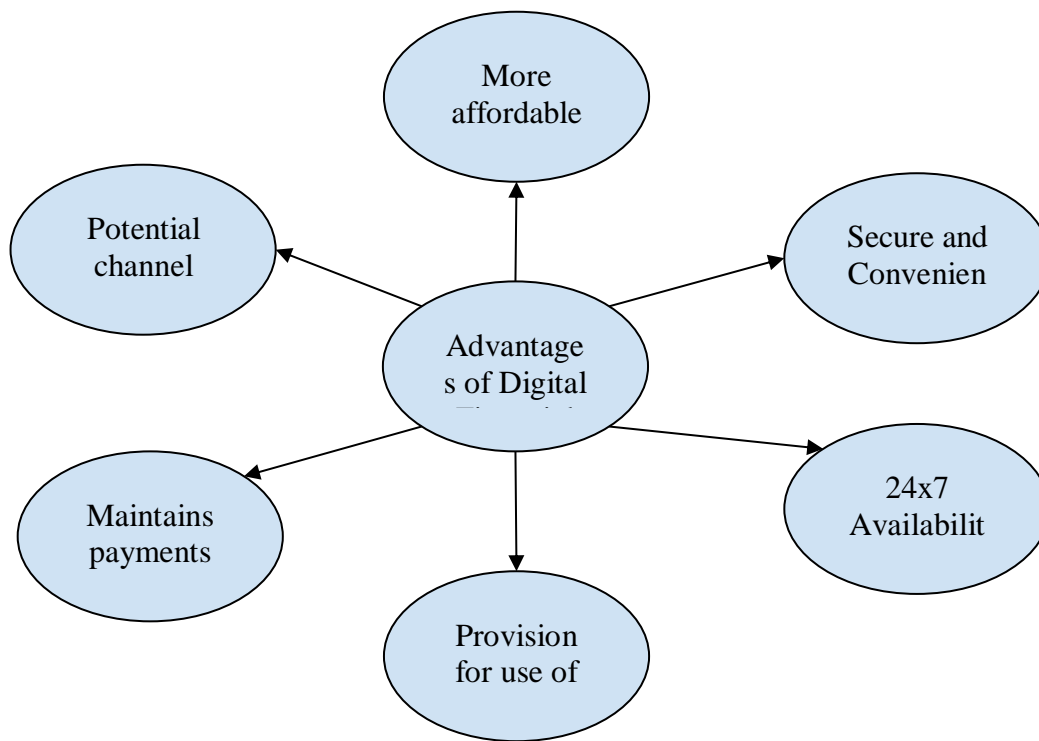 More
affordable
Potential
channel
Secure and
Convenien
Advantage
s of Digital
Maintains
payments
24x7
Availabilit
Provision
for use of